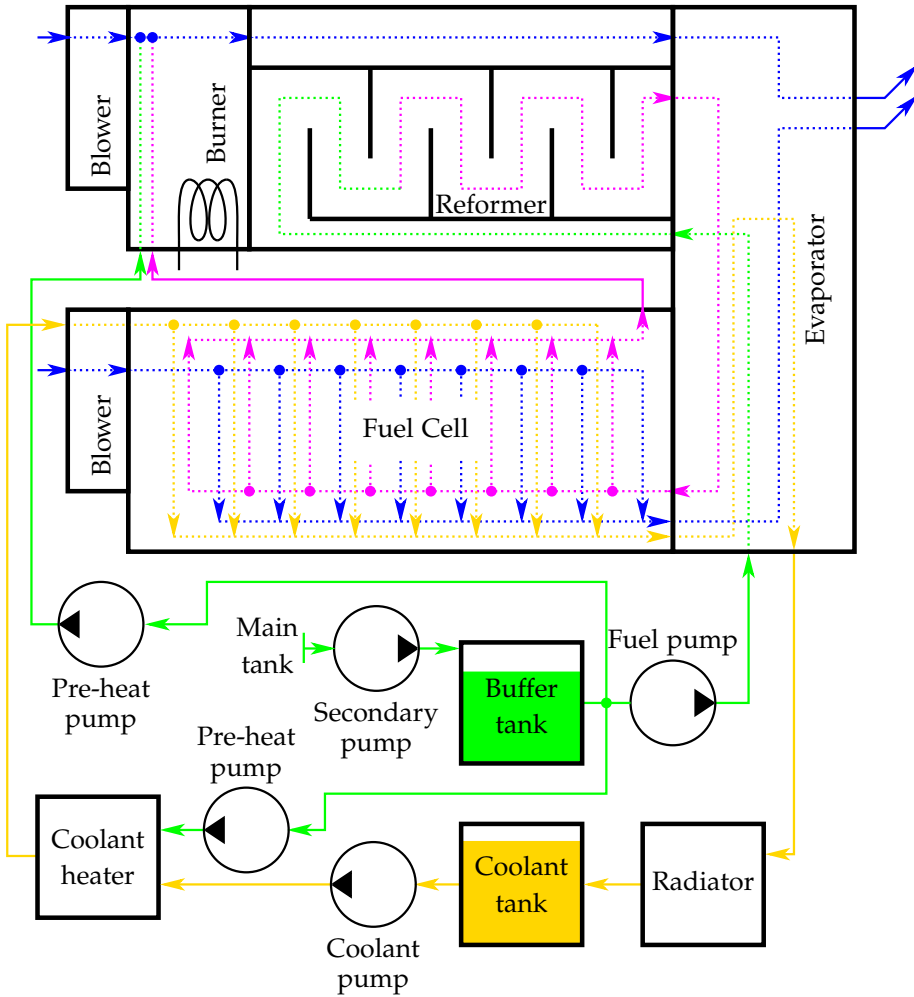 Blower
Burner
Reformer
Evaporator
Blower
Fuel Cell
Main
tank
Fuel pump
Pre-heat
pump
Secondary
pump
Buffer
tank
Pre-heat
pump
Coolant
heater
Coolant
pump
Coolant
tank
Radiator